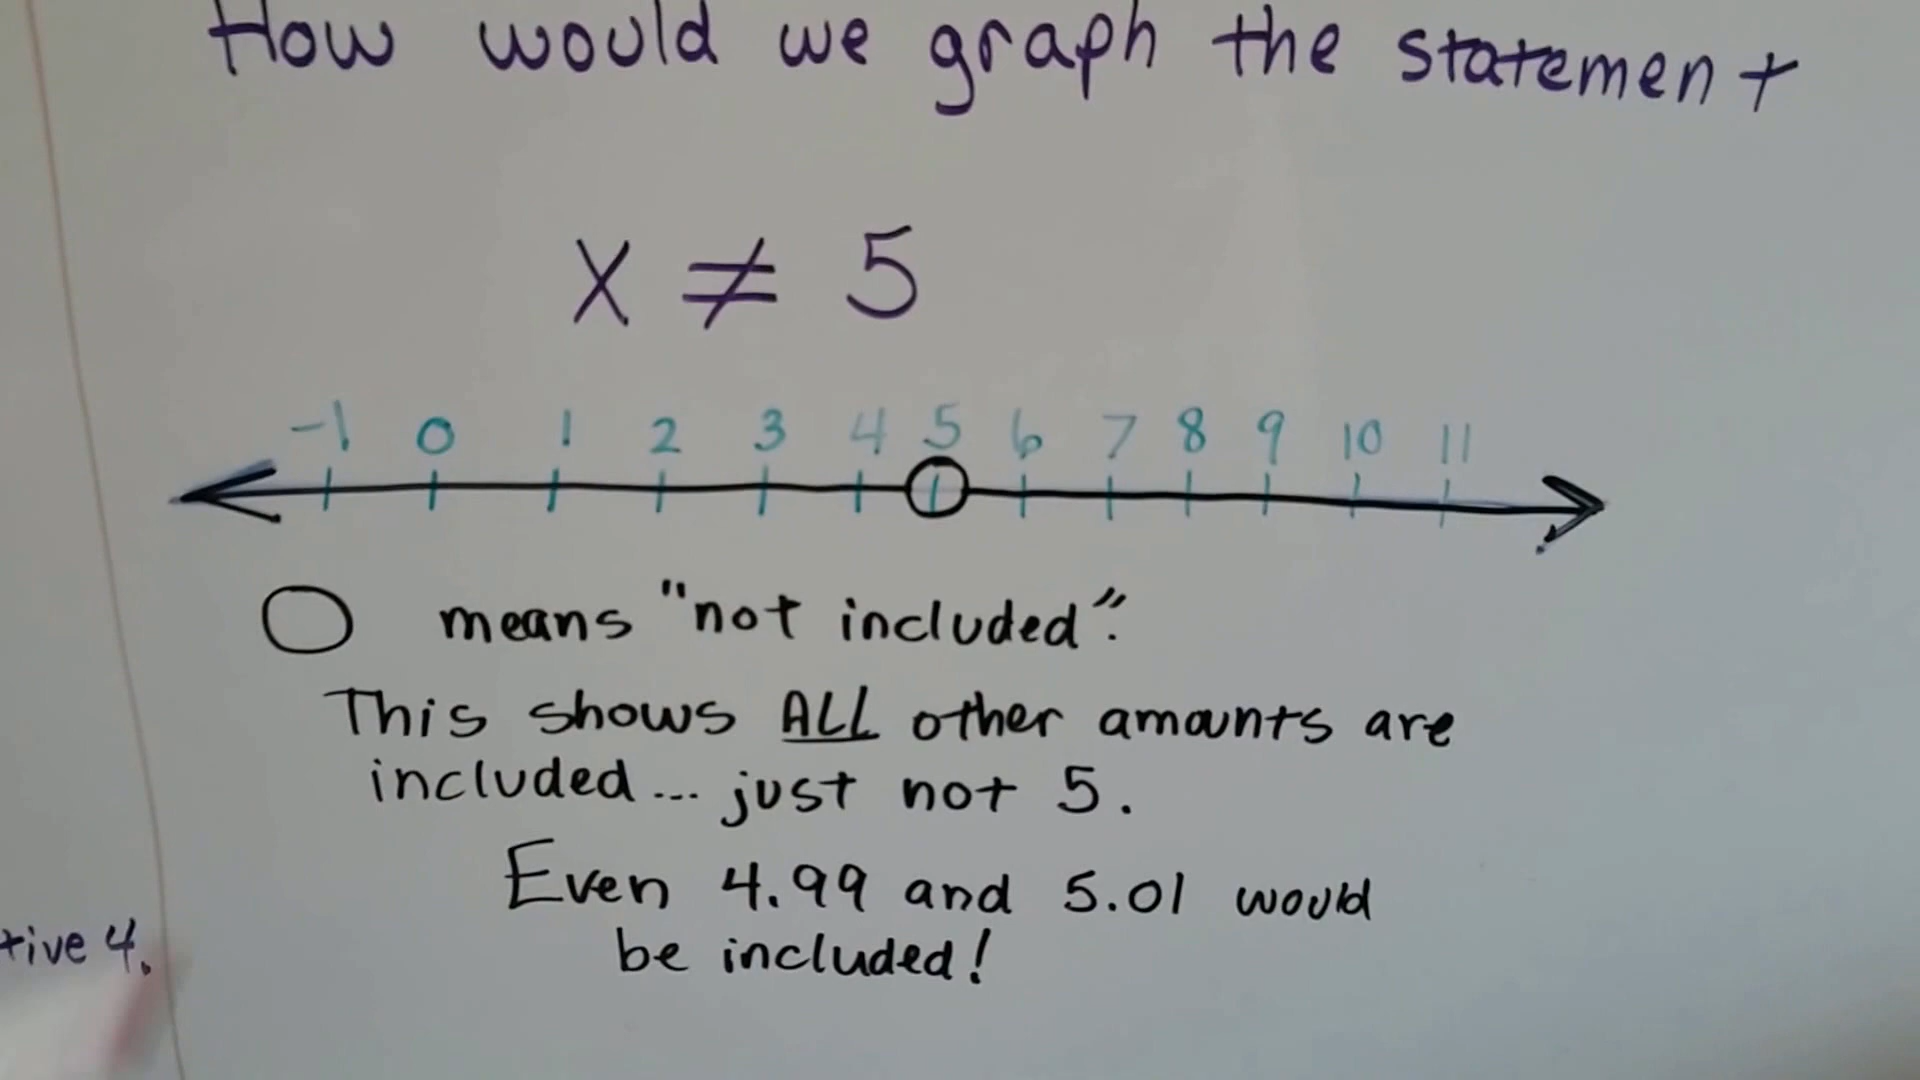 How would we graph the statement
x ≠ 5
-1 0 1 2 3 4 5 6 7 8 9 10 11
means "not included".
This shows ALL other amounts are
included... just not 5.
Even 4.99 and 5.01 would
be included!
tive 4.